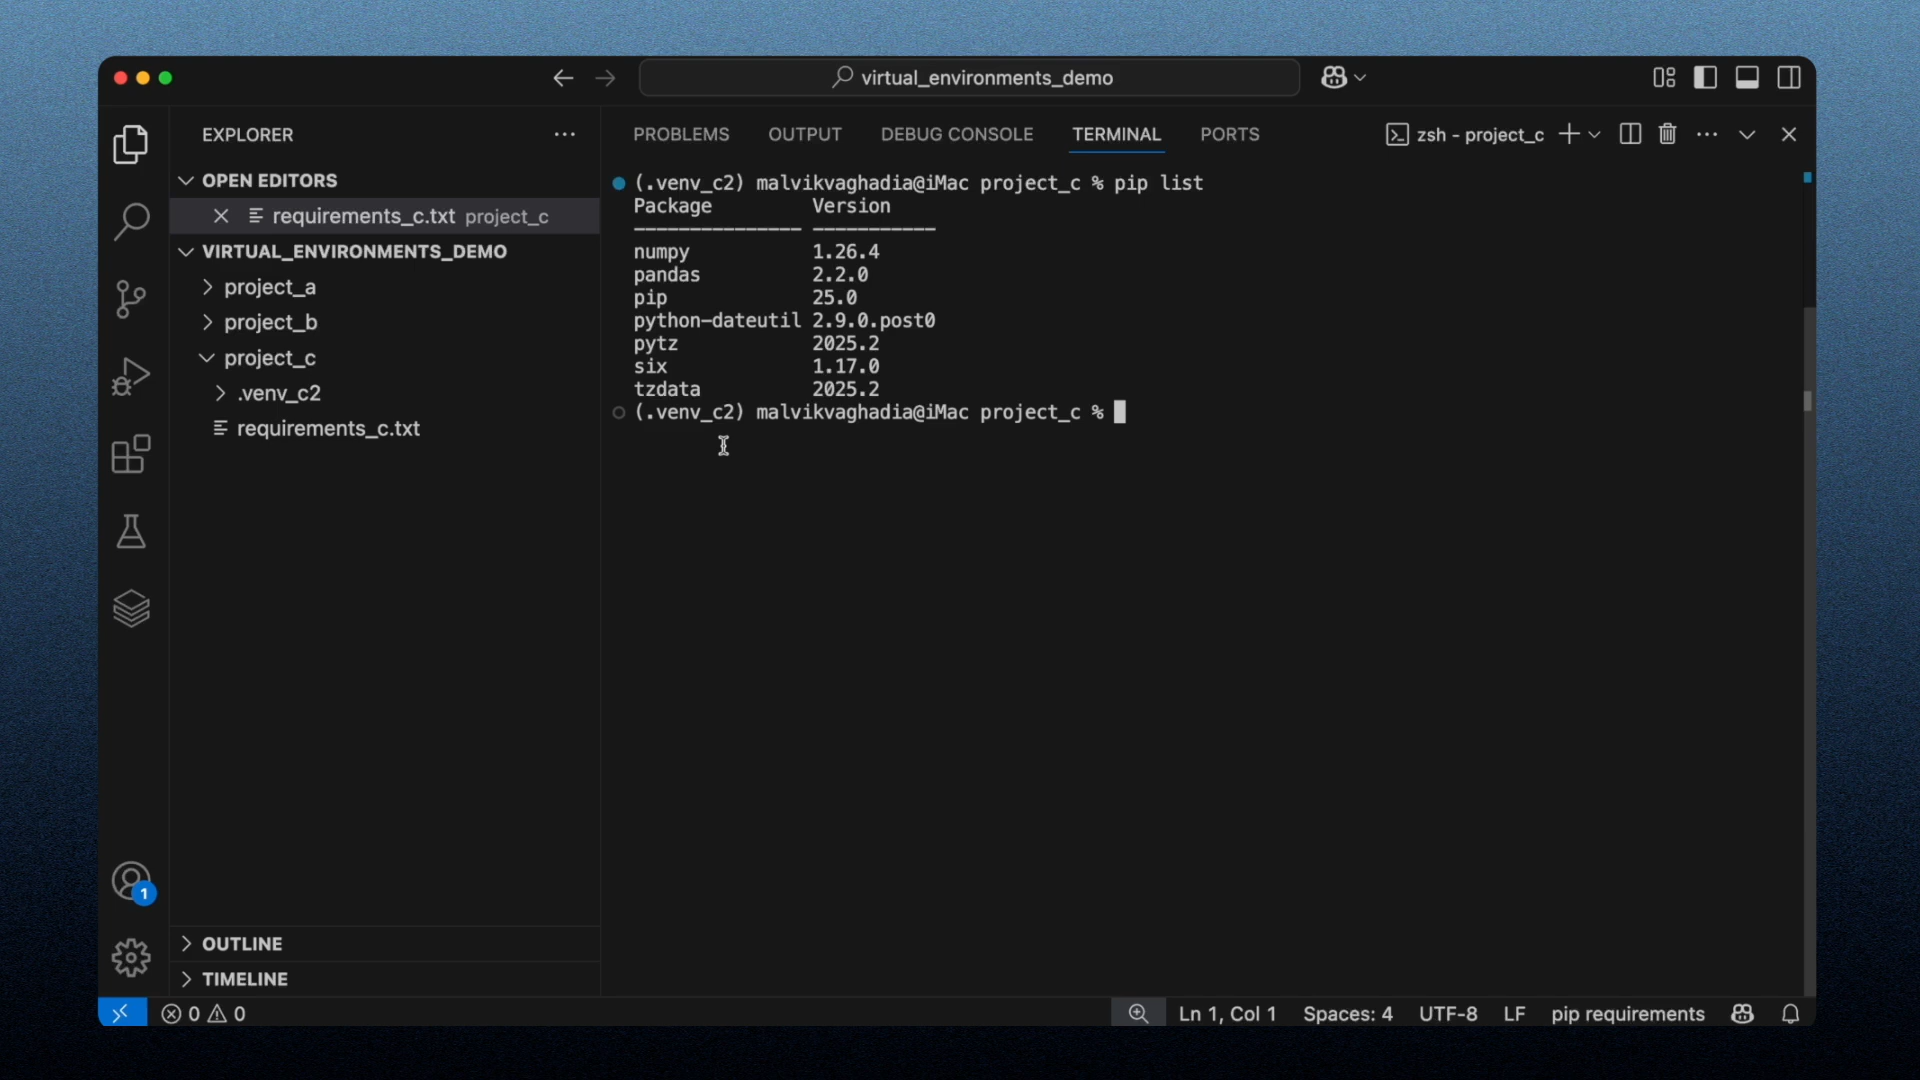 virtual_environments_demo
EXPLORER
OPEN EDITORS
requirements_c.txt project_c
VIRTUAL_ENVIRONMENTS_DEMO
project_a
project_b
project_c
.venv_c2
requirements_c.txt
OUTLINE
TIMELINE
PROBLEMS OUTPUT DEBUG CONSOLE TERMINAL PORTS zsh - project_c
(.venv_c2) malvikvaghadia@iMac project_c % pip list
Package Version
--------------- -----------
numpy 1.26.4
pandas 2.2.0
pip 25.0
python-dateutil 2.9.0.post0
pytz 2025.2
six 1.17.0
tzdata 2025.2
(.venv_c2) malvikvaghadia@iMac project_c %
1
0 0 Ln 1, Col 1 Spaces: 4 UTF-8 LF pip requirements